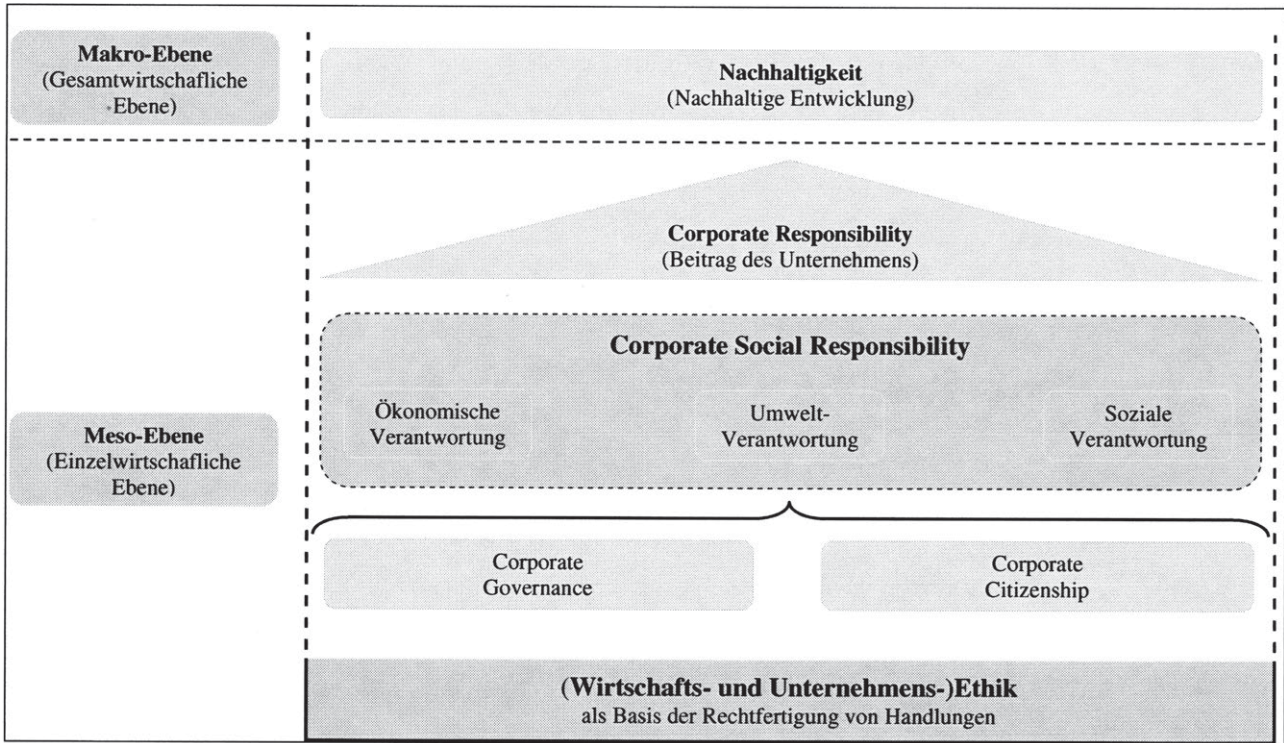 Makro-Ebene
(Gesamtwirtschafliche
Ebene)
Nachhaltigkeit
(Nachhaltige Entwicklung)
Corporate Responsibility
(Beitrag des Unternehmens)
Corporate Social Responsibility
Ökonomische
Verantwortung
Umwelt-
Verantwortung
Soziale
Verantwortung
Meso-Ebene
(Einzelwirtschafliche
Ebene)
Corporate
Governance
Corporate
Citizenship
(Wirtschafts- und Unternehmens-)Ethik
als Basis der Rechtfertigung von Handlungen